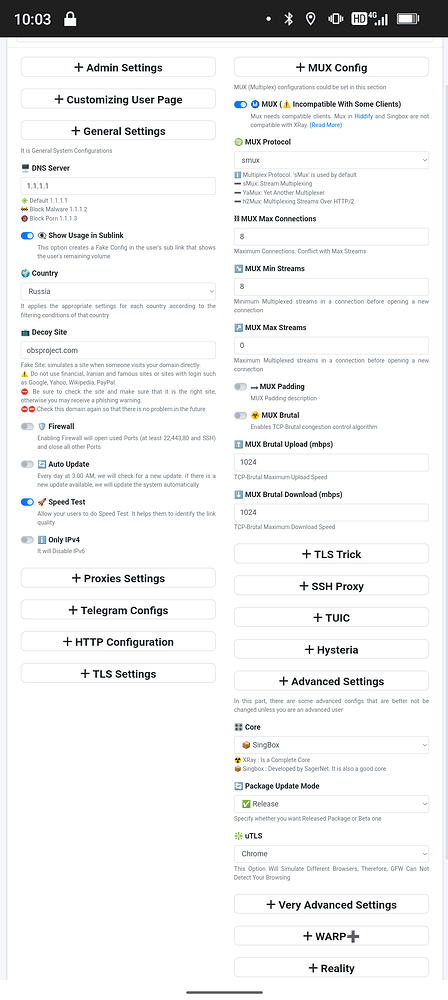 10:03
HD 4G
+ Admin Settings
+ Customizing User Page
+ General Settings
It is General System Configurations
DNS Server
1.1.1.1
Default 1.1.1.1
Block Malware 1.1.1.2
Block Porn 1.1.1.3
Show Usage in Sublink
This option creates a Fake Config in the user's sub link that shows
the user's remaining volume
Country
Russia
It applies the appropriate settings for each country according to the
filtering conditions of that country
Decoy Site
obsproject.com
Fake Site: simulates a site when someone visits your domain directly.
⚠️ Do not use financial, Iranian and famous sites or sites with login such
as Google, Yahoo, Wikipedia, PayPal.
⛔ Be sure to check the site and make sure that it is the right site,
otherwise you may receive a phishing warning.
⛔⛔ Check this domain again so that there is no problem in the future
Firewall
Enabling Firewall will open used Ports (at least 22,443,80 and SSH)
and close all other Ports
Auto Update
Every day at 3:00 AM, we will check for a new update. if there is a
new update available, we will update the system automatically
Speed Test
Allow your users to do Speed Test. It helps them to identify the link
quality
Only IPv4
It will Disable IPv6
+ Proxies Settings
+ Telegram Configs
+ HTTP Configuration
+ TLS Settings
+ MUX Config
MUX (Multiplex) configurations could be set in this section
MUX (⚠️ Incompatible With Some Clients)
Mux needs compatible clients. Mux in Hiddify and Singbox are not
compatible with XRay. (Read More)
MUX Protocol
smux
Multiplex Protocol. 'sMux' is used by default
➖ sMux: Stream Multiplexing
➖ YaMux: Yet Another Multiplexer
➖ h2Mux: Multiplexing Streams Over HTTP/2
MUX Max Connections
8
Maximum Connections. Conflict with Max Streams
MUX Min Streams
8
Minimum Multiplexed streams in a connection before opening a new
connection
MUX Max Streams
0
Maximum Multiplexed streams in a connection before opening a new
connection
MUX Padding
MUX Padding description
MUX Brutal
Enables TCP-Brutal congestion control algorithm
MUX Brutal Upload (mbps)
1024
TCP-Brutal Maximum Upload Speed
MUX Brutal Download (mbps)
1024
TCP-Brutal Maximum Download Speed
+ TLS Trick
+ SSH Proxy
+ TUIC
+ Hysteria
+ Advanced Settings
In this part, there are some advanced configs that are better not be
changed unless you are an advanced user
Core
SingBox
XRay : Is a Complete Core
Singbox : Developed by SagerNet. It is also a good core
Package Update Mode
Release
Specify whether you want Released Package or Beta one
uTLS
Chrome
This Option Will Simulate Different Browsers, Therefore, GFW Can Not
Detect Your Browsing
+ Very Advanced Settings
+ WARP➕
+ Reality